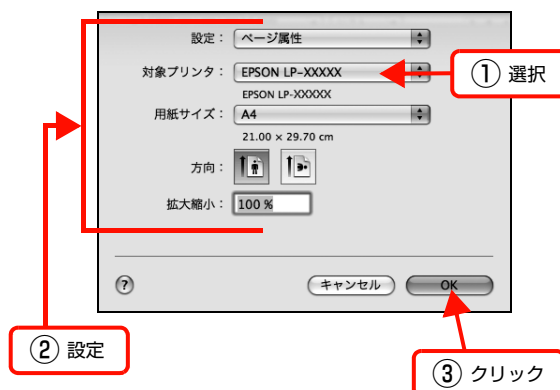 設定： ページ属性
対象プリンタ： EPSON LP-XXXXX
① 選択
EPSON LP-XXXXX
用紙サイズ： A4
21.00 × 29.70 cm
方向：
拡大縮小： 100 %
? キャンセル OK
② 設定
③ クリック